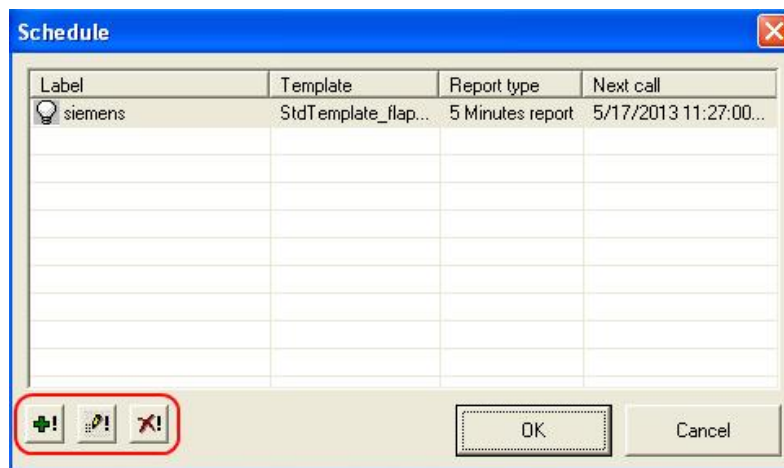 Schedule
Label Template Report type Next call
siemens StdTemplate_flap... 5 Minutes report 5/17/2013 11:27:00...
OK Cancel